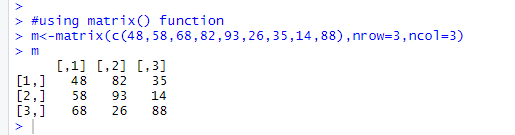 >
> #using matrix() function
> m<-matrix(c(48,58,68,82,93,26,35,14,88),nrow=3,ncol=3)
> m
     [,1] [,2] [,3]
[1,]   48   82   35
[2,]   58   93   14
[3,]   68   26   88
>